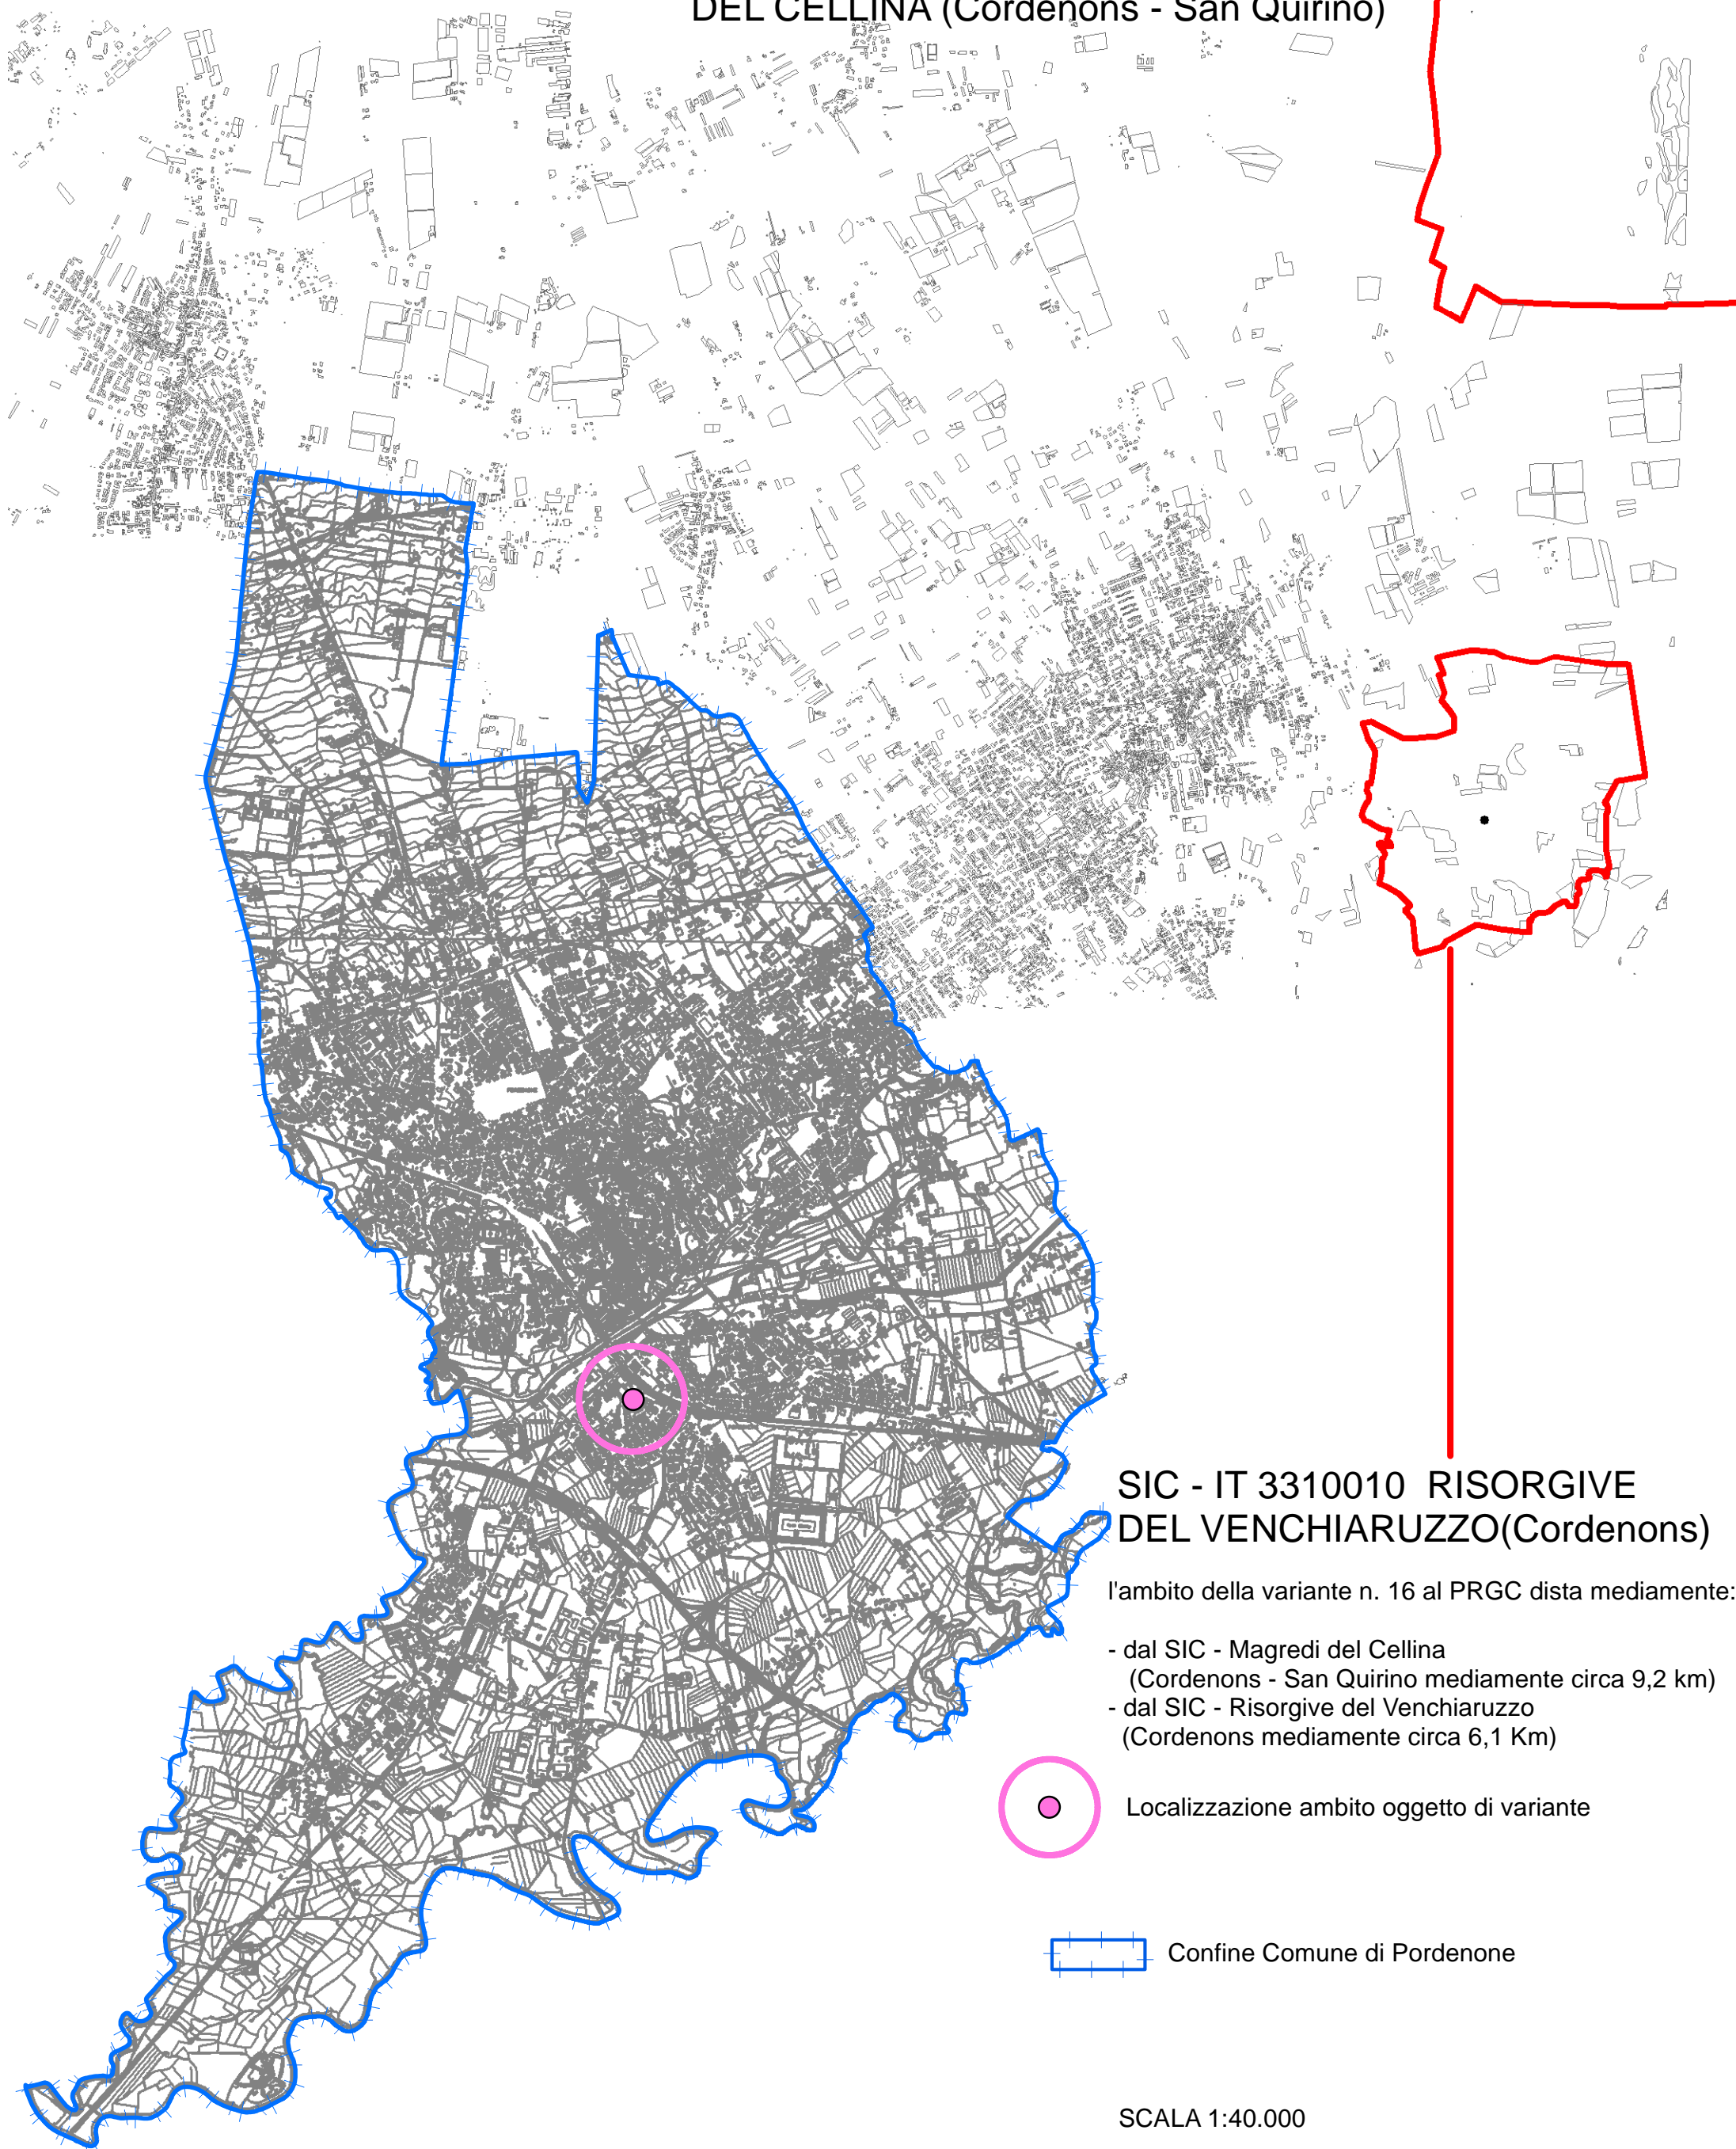 DEL CELLINA (Cordenons - San Quirino)
SIC - IT 3310010 RISORGIVE
DEL VENCHIARUZZO(Cordenons)
l'ambito della variante n. 16 al PRGC dista mediamente:
- dal SIC - Magredi del Cellina
(Cordenons - San Quirino mediamente circa 9,2 km)
- dal SIC - Risorgive del Venchiaruzzo
(Cordenons mediamente circa 6,1 Km)
Localizzazione ambito oggetto di variante
Confine Comune di Pordenone
SCALA 1:40.000